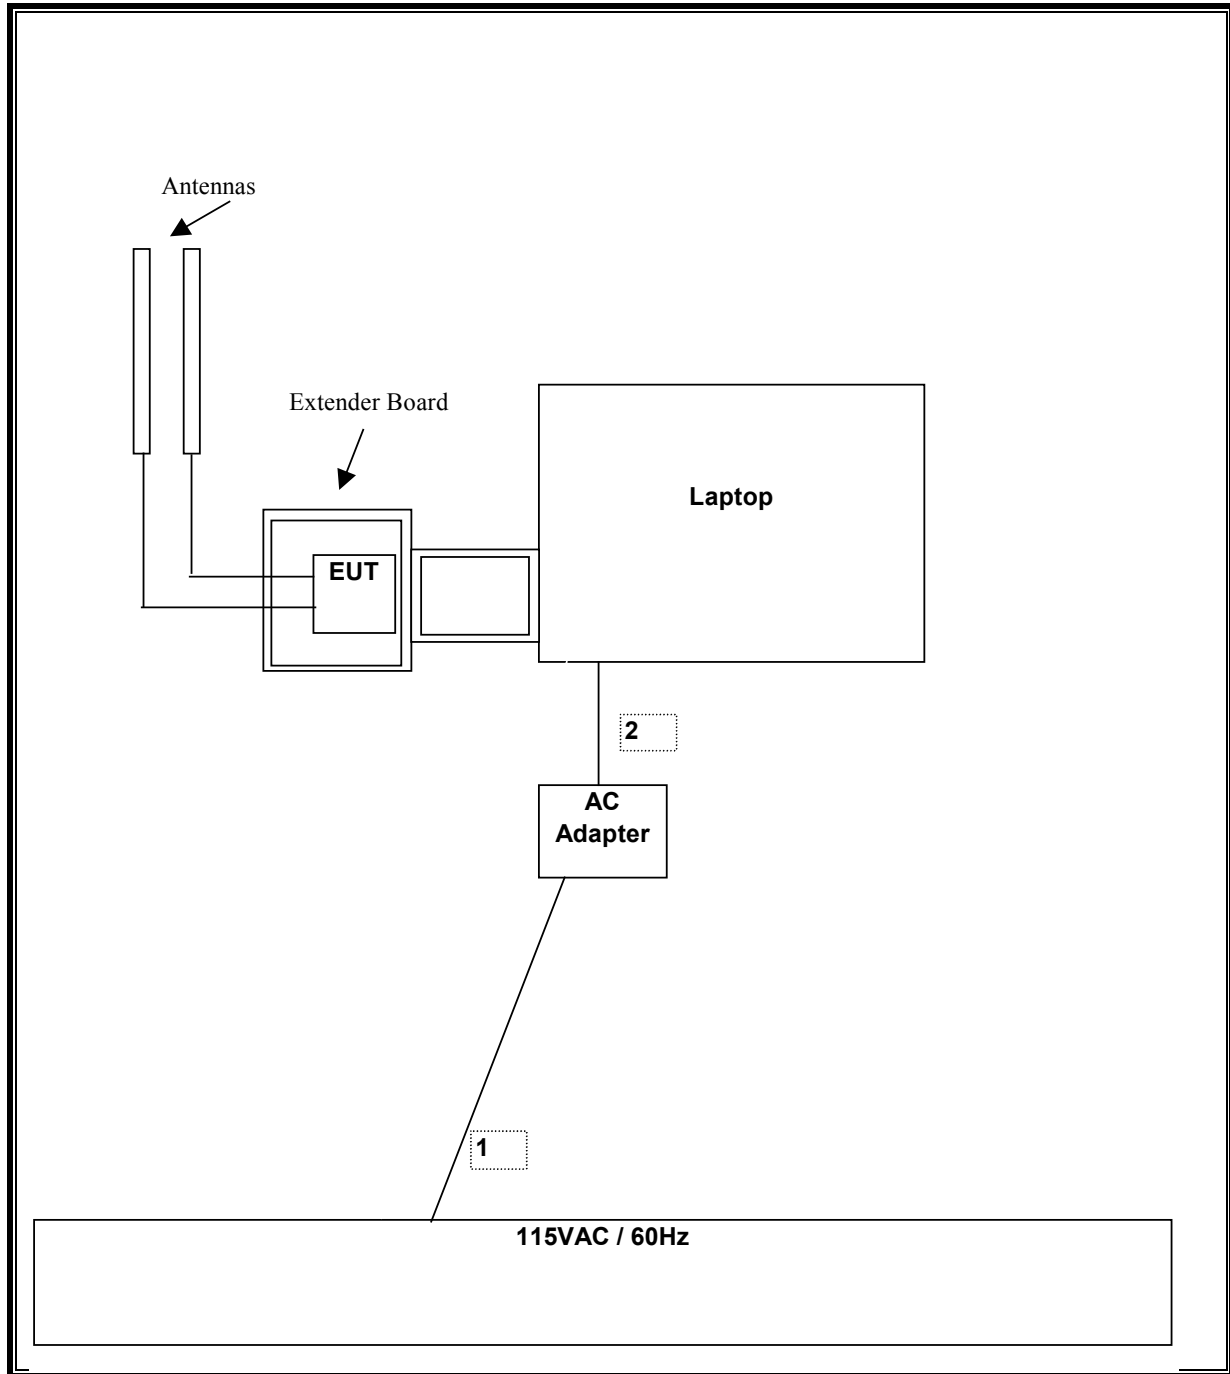 Antennas
Extender Board
Laptop
EUT
2
AC
Adapter
1
115VAC / 60Hz